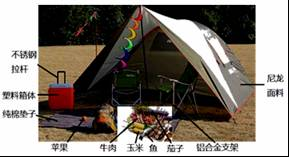 不锈钢
拉杆
塑料箱体
纯棉垫子
尼龙
面料
苹果
牛肉
玉米
鱼
茄子
铝合金支架